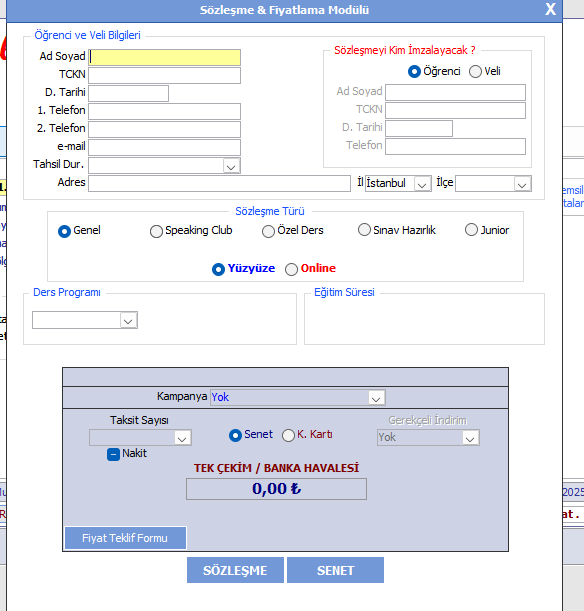 Sözleşme & Fiyatlama Modülü X
Öğrenci ve Veli Bilgileri
Ad Soyad
TCKN
D. Tarihi
1. Telefon
2. Telefon
e-mail
Tahsil Dur.
Adres
İl İstanbul İlçe
Sözleşmeyi Kim İmzalayacak ?
Öğrenci Veli
Ad Soyad
TCKN
D. Tarihi
Telefon
Sözleşme Türü
Genel Speaking Club Özel Ders Sınav Hazırlık Junior
Yüzyüze Online
Ders Programı
Eğitim Süresi
Kampanya Yok
Taksit Sayısı
Senet K. Kartı
Gerekçeli İndirim
Yok
Nakit
TEK ÇEKİM / BANKA HAVALESİ
0,00 ₺
Fiyat Teklif Formu
SÖZLEŞME SENET
2025